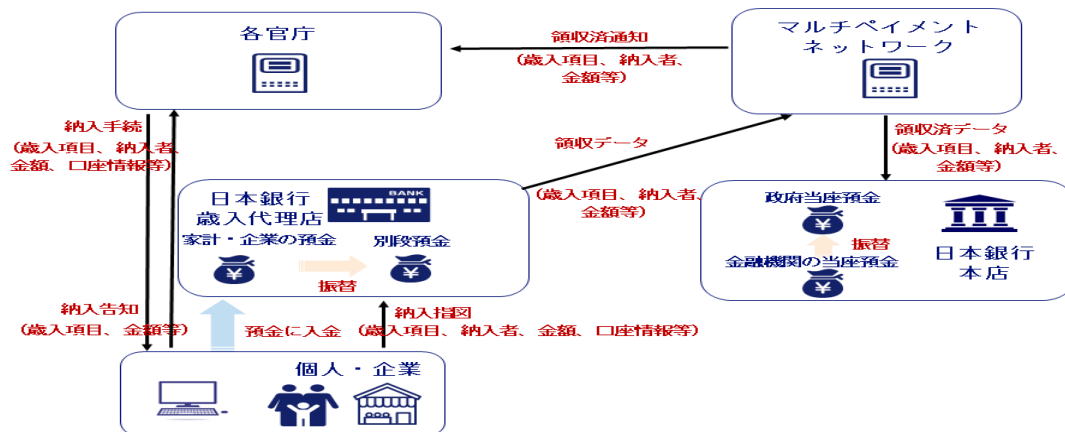 各官庁
マルチペイメント
ネットワーク
領収済通知
(歳入項目、納入者、
金額等)
納入手続
(歳入項目、納入者、
金額、口座情報等)
領収データ
(歳入項目、納入者、
金額等)
領収済データ
(歳入項目、納入者、
金額等)
日本銀行
歳入代理店
BANK
家計・企業の預金
別段預金
¥
¥
振替
政府当座預金
¥
振替
金融機関の当座預金
¥
日本銀行
本店
納入告知
(歳入項目、金額等)
預金に入金
納入指図
(歳入項目、納入者、金額、口座情報等)
個人・企業